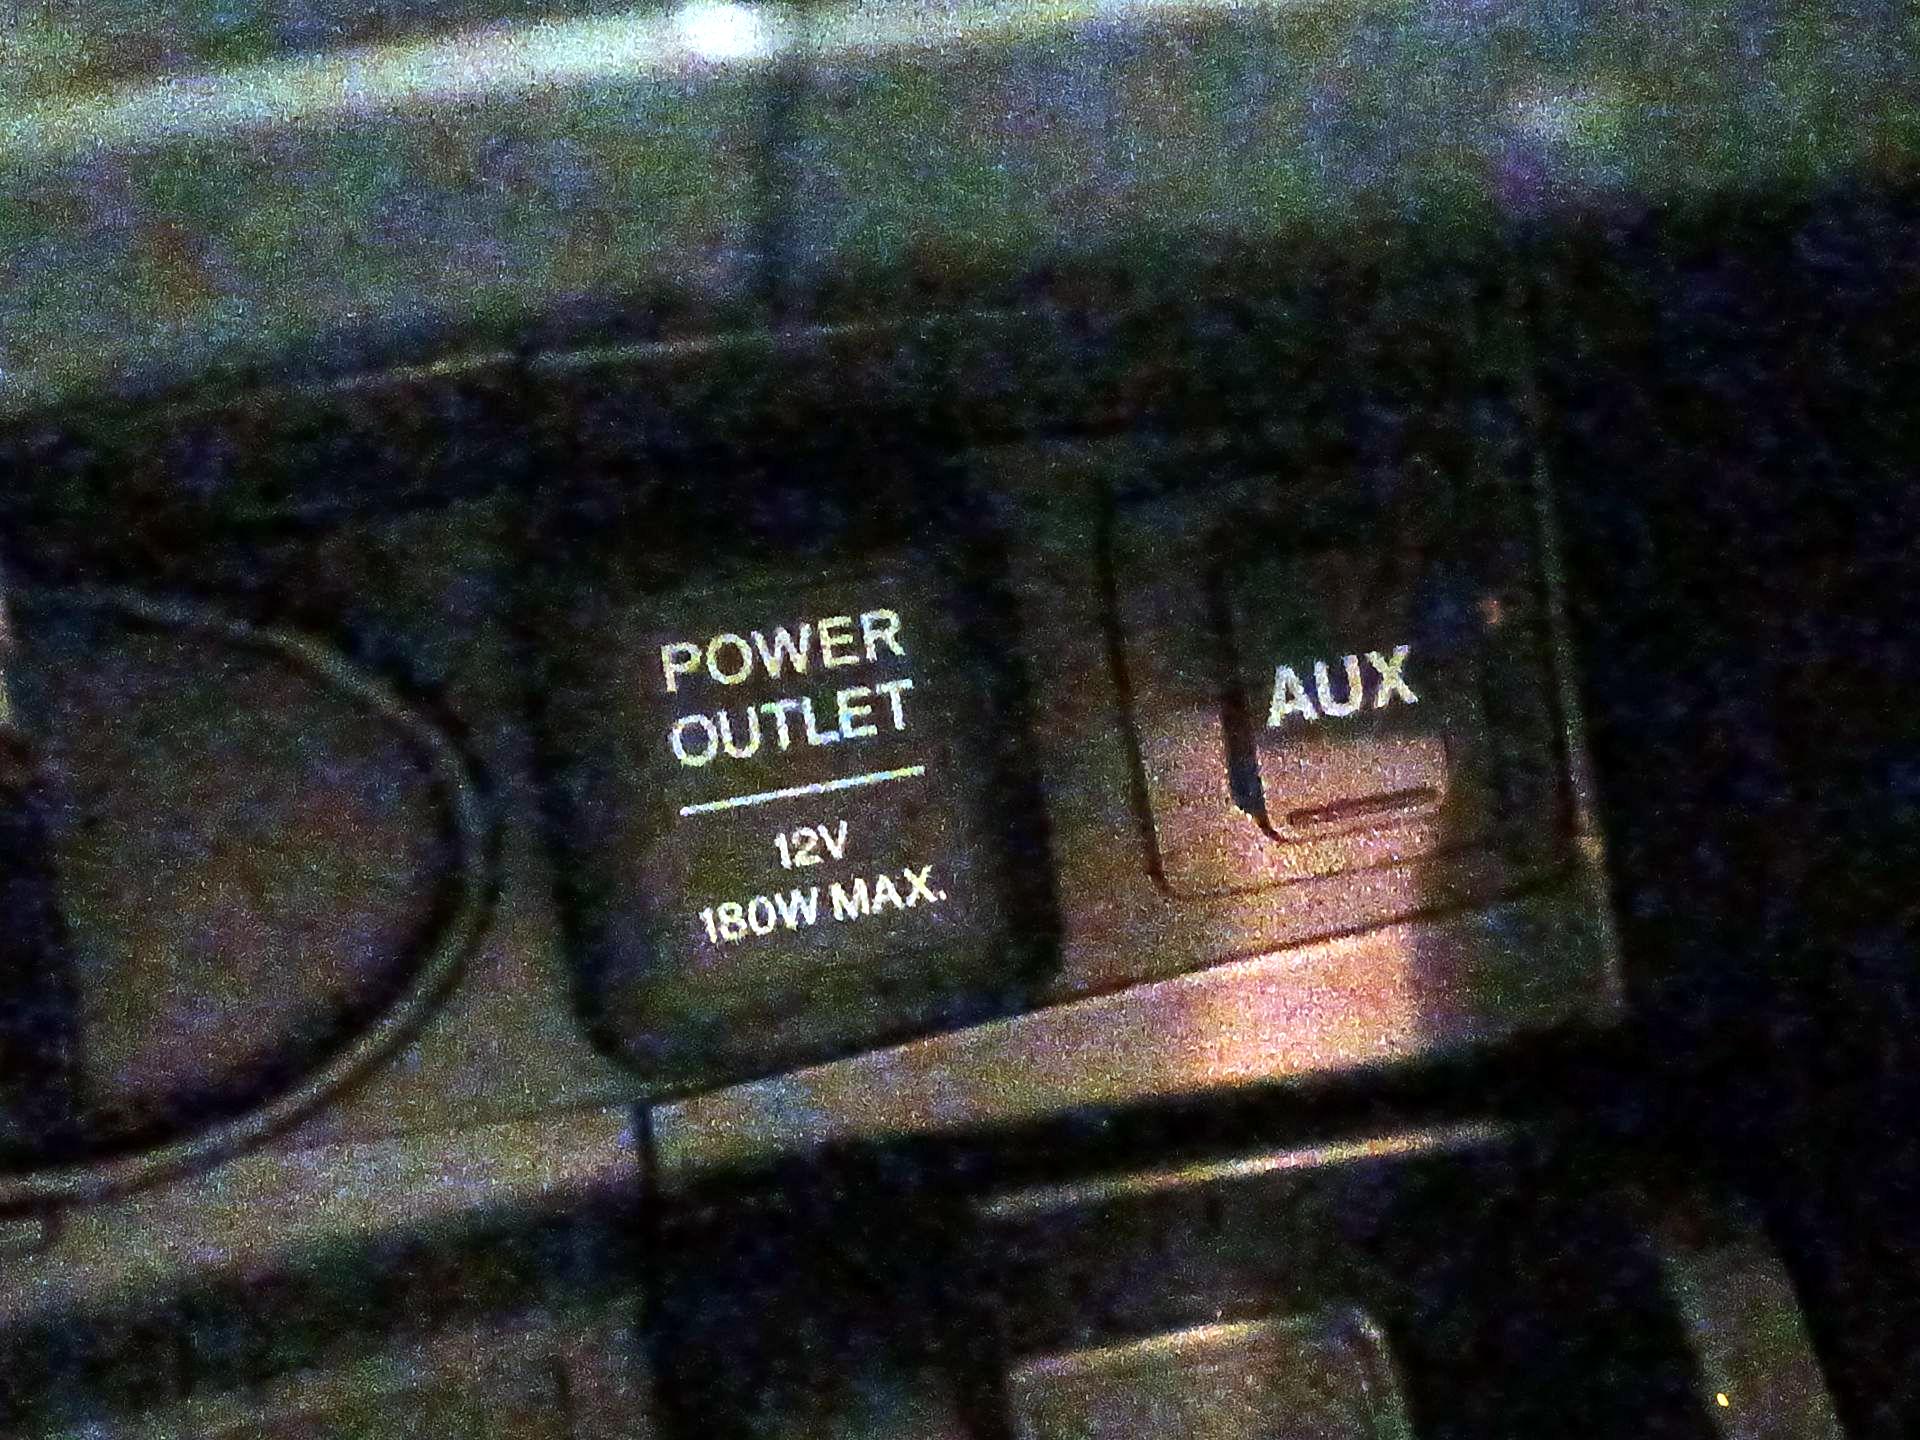 POWER
OUTLET
12V
180W MAX.
AUX